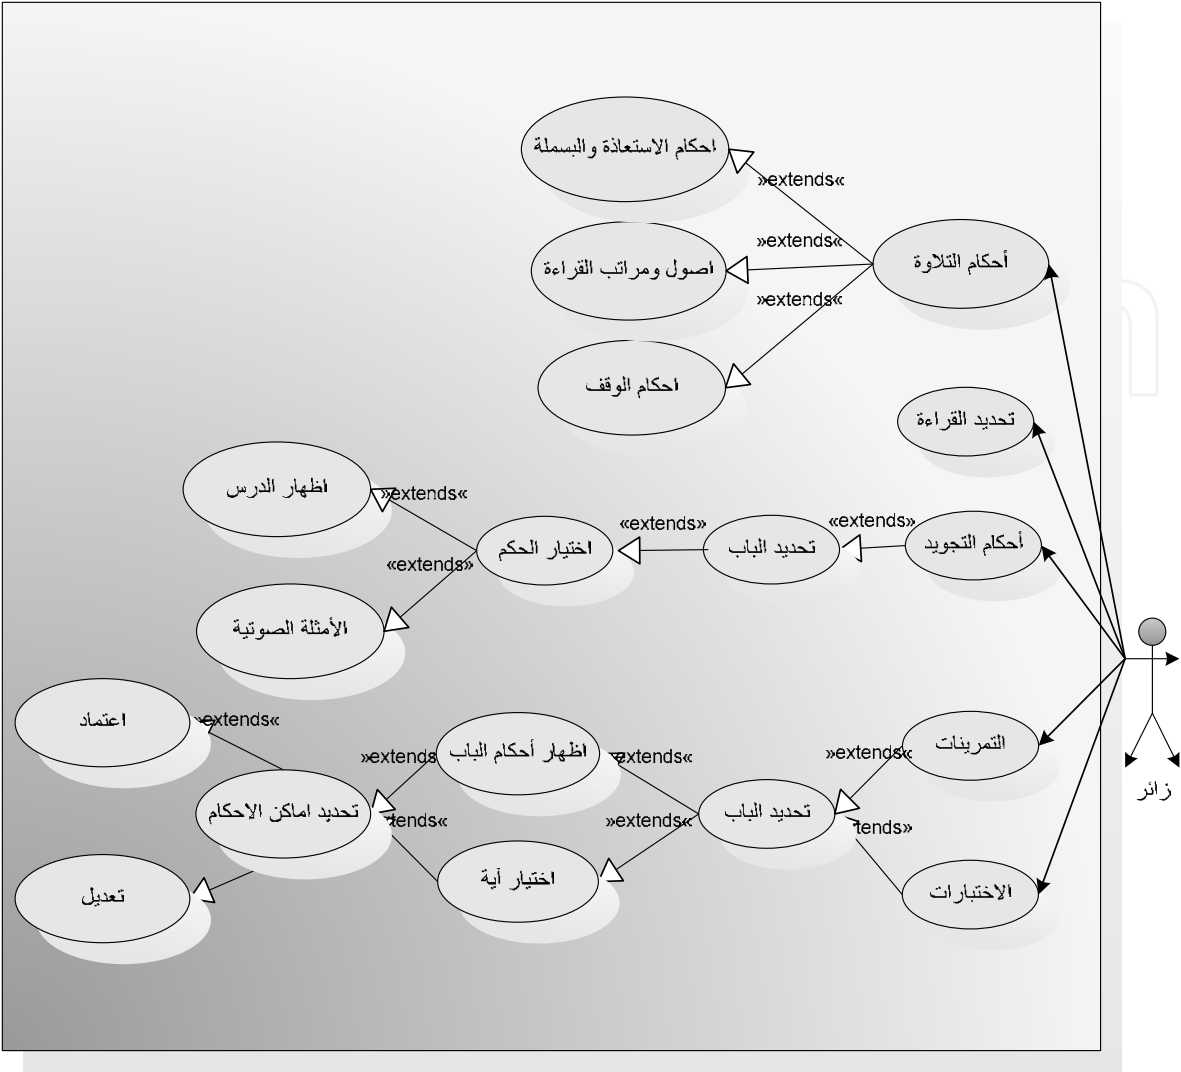 احكام الاستعاذة والبسملة
»extends«
»extends«
أحكام التلاوة
اصول ومراتب القراءة
»extends«
احكام الوقف
تحديد القراءة
اظهار الدرس
»extends«
«extends»
«extends»
أحكام التجويد
تحديد الباب
اختيار الحكم
«extends»
الأمثلة الصوتية
اعتماد
»extends«
التمرينات
»extends«
»extends
»extends«
اظهار أحكام الباب
زائر
تحديد الباب
تحديد اماكن الاحكام
tends«
»extends«
tends»
اختيار آية
الاختبارات
تعديل